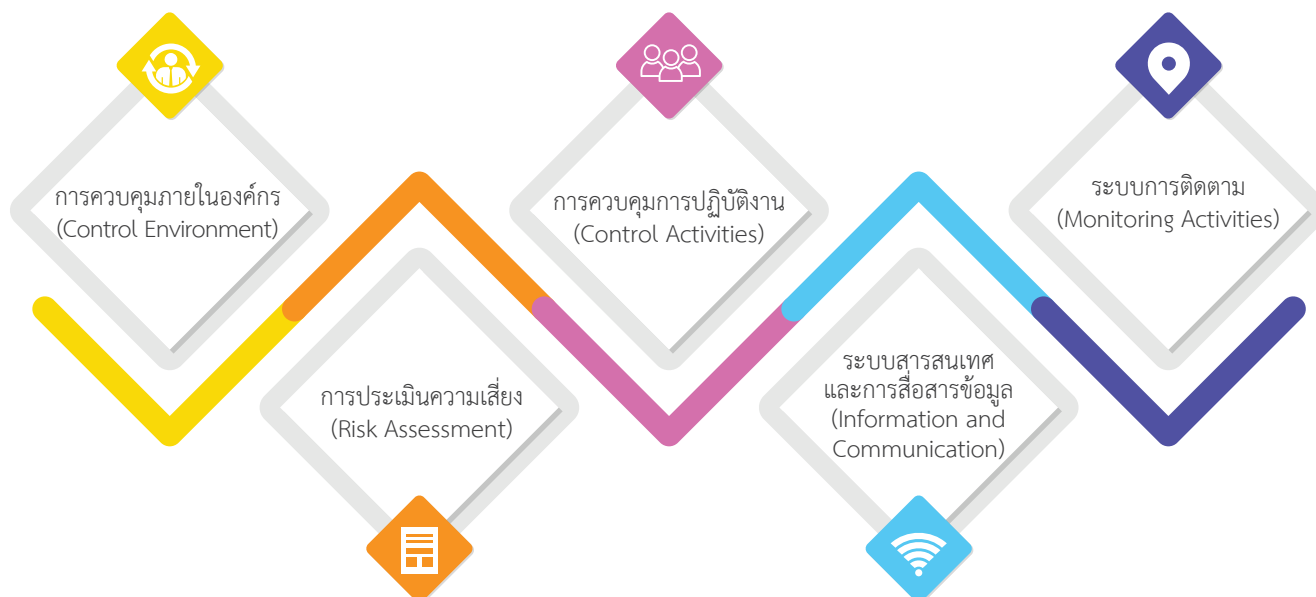 การควบคุมภายในองค์กร
(Control Environment)
การประเมินความเสี่ยง
(Risk Assessment)
การควบคุมการปฏิบัติงาน
(Control Activities)
ระบบสารสนเทศ
และการสื่อสารข้อมูล
(Information and
Communication)
ระบบการติดตาม
(Monitoring Activities)